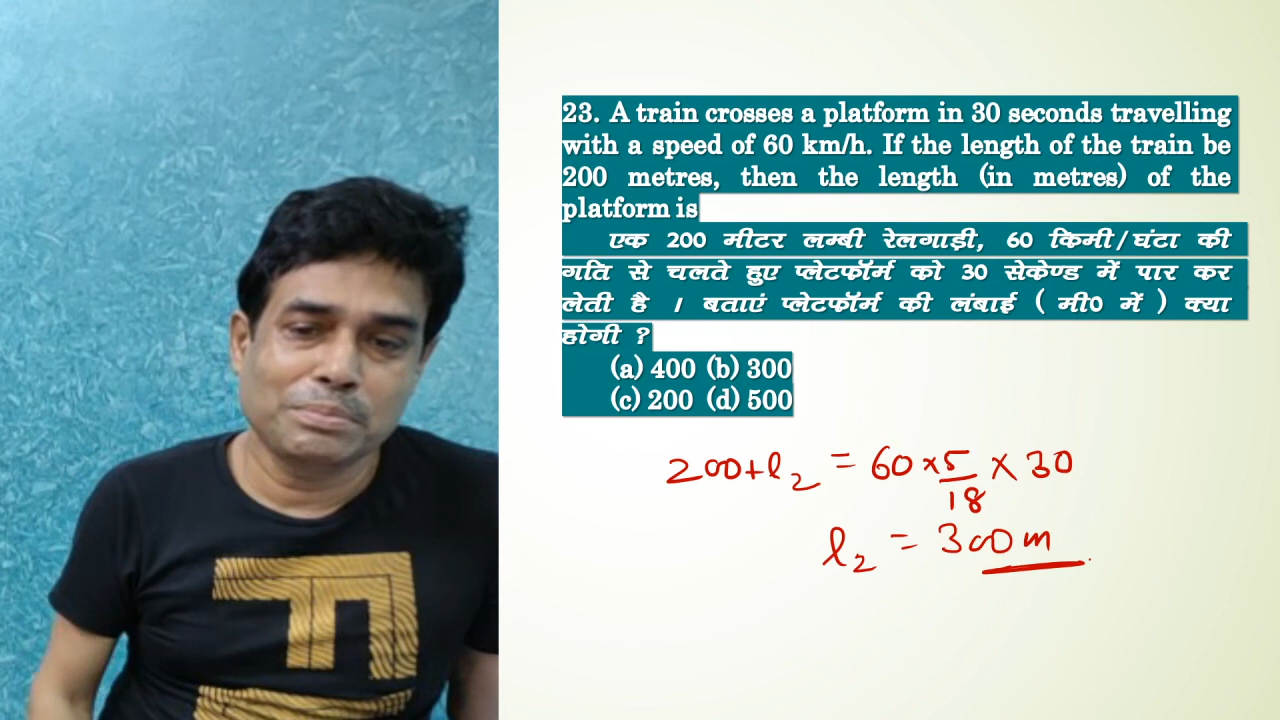 23. A train crosses a platform in 30 seconds travelling
with a speed of 60 km/h. If the length of the train be
200 metres, then the length (in metres) of the
platform is
एक 200 मीटर लम्बी रेलगाड़ी, 60 किमी/घंटा की
गति से चलते हुए प्लेटफॉर्म को 30 सेकेण्ड में पार कर
लेती है । बताएं प्लेटफॉर्म की लंबाई ( मी0 में ) क्या
होगी ?
(a) 400 (b) 300
(c) 200 (d) 500
200+l₂ = 60×5/18 × 30
l₂ = 300m